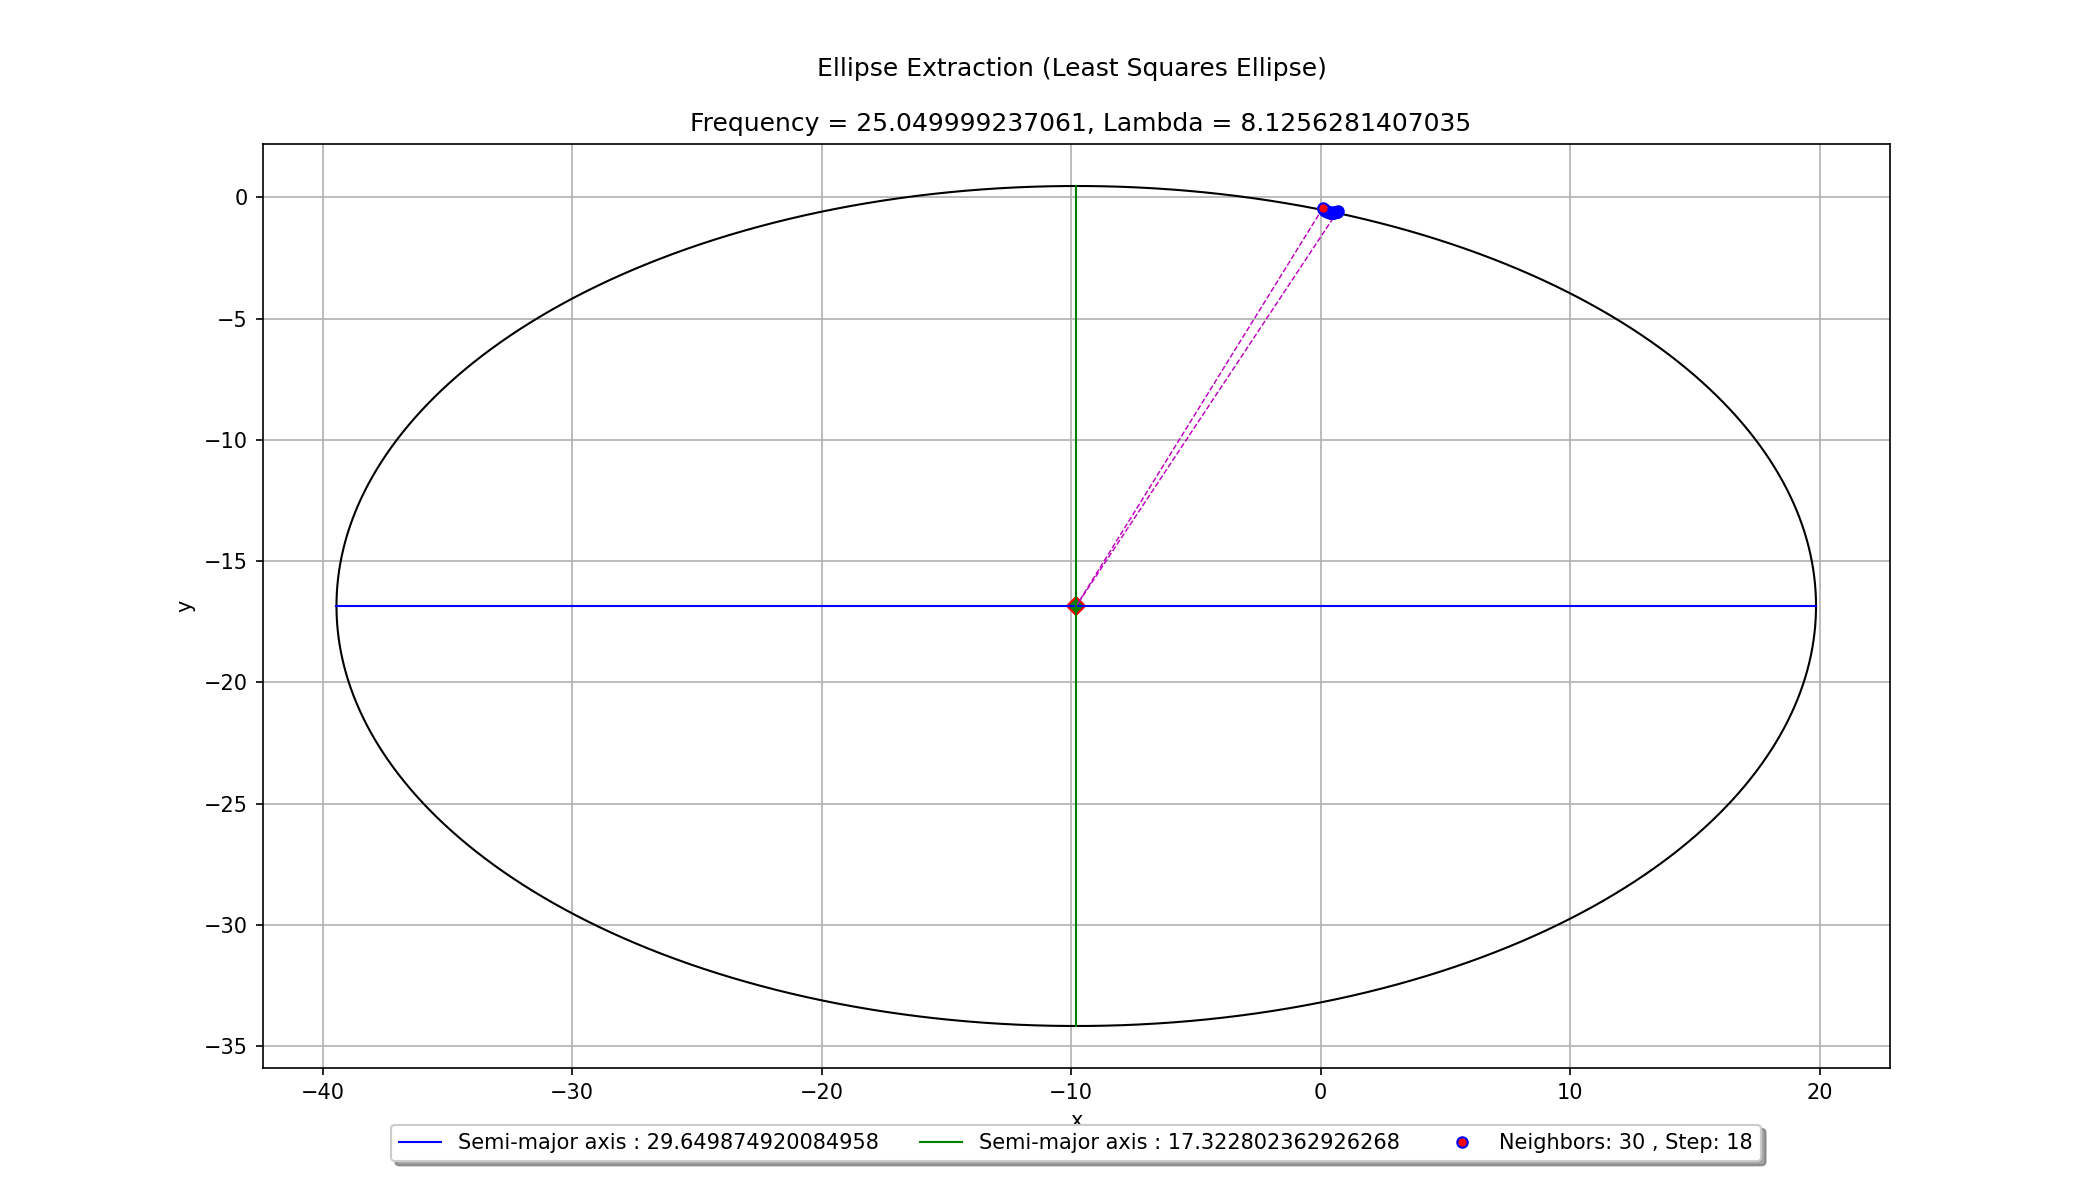 Ellipse Extraction (Least Squares Ellipse)
Frequency = 25.049999237061, Lambda = 8.1256281407035
0
−5
−10
−15
y
−20
−25
−30
−35
−40 −30 −20 −10 0 10 20
x
Semi-major axis : 29.649874920084958 Semi-major axis : 17.322802362926268 Neighbors: 30 , Step: 18